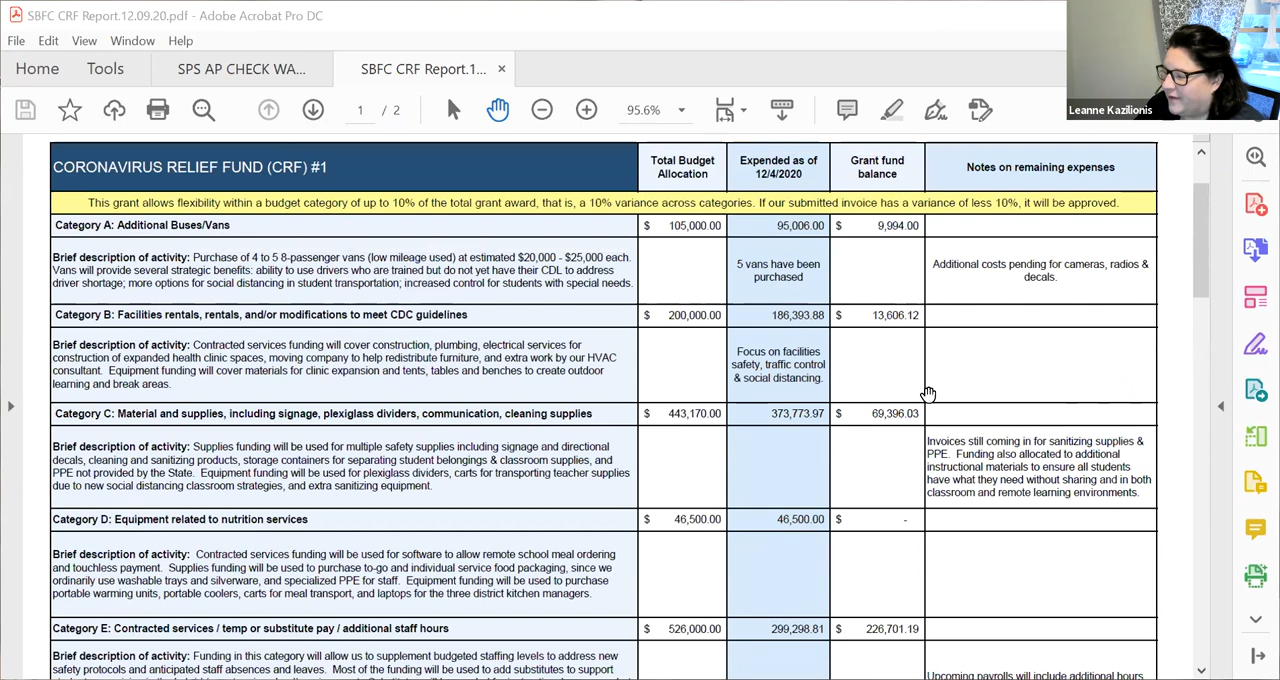 SBFC CRF Report.12.09.20.pdf - Adobe Acrobat Pro DC
File Edit View Window Help
Home Tools SPS AP CHECK WA... SBFC CRF Report.1... ×
1 / 2 95.6%
Leanne Kazilionis
CORONAVIRUS RELIEF FUND (CRF) #1
Total Budget
Allocation
Expended as of
12/4/2020
Grant fund
balance
Notes on remaining expenses
This grant allows flexibility within a budget category of up to 10% of the total grant award, that is, a 10% variance across categories. If our submitted invoice has a variance of less 10%, it will be approved.
Category A: Additional Buses/Vans $ 105,000.00 95,006.00 $ 9,994.00
Brief description of activity: Purchase of 4 to 5 8-passenger vans (low mileage used) at estimated $20,000 - $25,000 each.
Vans will provide several strategic benefits: ability to use drivers who are trained but do not yet have their CDL to address
driver shortage; more options for social distancing in student transportation; increased control for students with special needs.
5 vans have been
purchased
Additional costs pending for cameras, radios &
decals.
Category B: Facilities rentals, rentals, and/or modifications to meet CDC guidelines $ 200,000.00 186,393.88 $ 13,606.12
Brief description of activity: Contracted services funding will cover construction, plumbing, electrical services for
construction of expanded health clinic spaces, moving company to help redistribute furniture, and extra work by our HVAC
consultant. Equipment funding will cover materials for clinic expansion and tents, tables and benches to create outdoor
learning and break areas.
Focus on facilities
safety, traffic control
& social distancing.
Category C: Material and supplies, including signage, plexiglass dividers, communication, cleaning supplies $ 443,170.00 373,773.97 $ 69,396.03
Brief description of activity: Supplies funding will be used for multiple safety supplies including signage and directional
decals, cleaning and sanitizing products, storage containers for separating student belongings & classroom supplies, and
PPE not provided by the State. Equipment funding will be used for plexiglass dividers, carts for transporting teacher supplies
due to new social distancing classroom strategies, and extra sanitizing equipment.
Invoices still coming in for sanitizing supplies &
PPE. Funding also allocated to additional
instructional materials to ensure all students
have what they need without sharing and in both
classroom and remote learning environments.
Category D: Equipment related to nutrition services $ 46,500.00 46,500.00 $ -
Brief description of activity: Contracted services funding will be used for software to allow remote school meal ordering
and touchless payment. Supplies funding will be used to purchase to-go and individual service food packaging, since we
ordinarily use washable trays and silverware, and specialized PPE for staff. Equipment funding will be used to purchase
portable warming units, portable coolers, carts for meal transport, and laptops for the three district kitchen managers.
Category E: Contracted services / temp or substitute pay / additional staff hours $ 526,000.00 299,298.81 $ 226,701.19
Brief description of activity: Funding in this category will allow us to supplement budgeted staffing levels to address new
safety protocols and anticipated staff absences and leaves. Most of the funding will be used to add substitutes to support
Upcoming payrolls will include additional hours